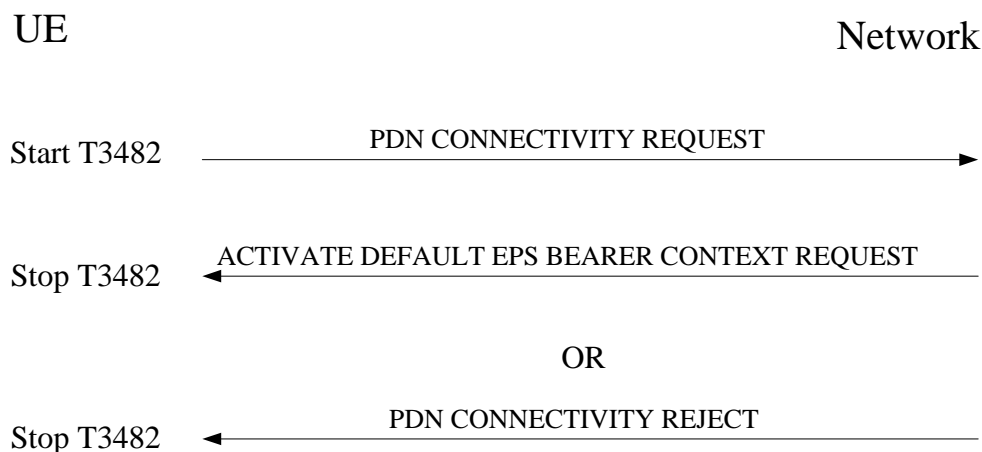 UE
Network
Start T3482
PDN CONNECTIVITY REQUEST
Stop T3482
ACTIVATE DEFAULT EPS BEARER CONTEXT REQUEST
OR
Stop T3482
PDN CONNECTIVITY REJECT